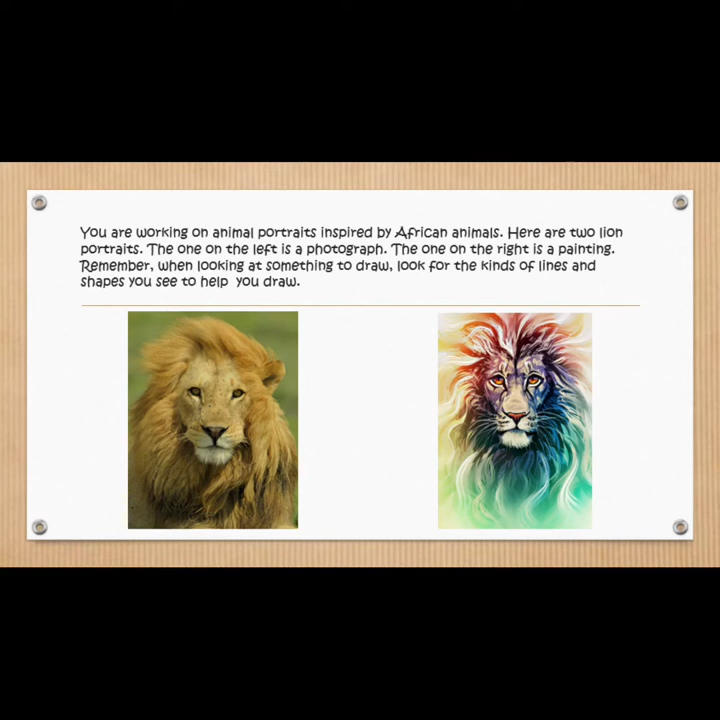 You are working on animal portraits inspired by African animals. Here are two lion
portraits. The one on the left is a photograph. The one on the right is a painting.
Remember, when looking at something to draw, look for the kinds of lines and
shapes you see to help you draw.